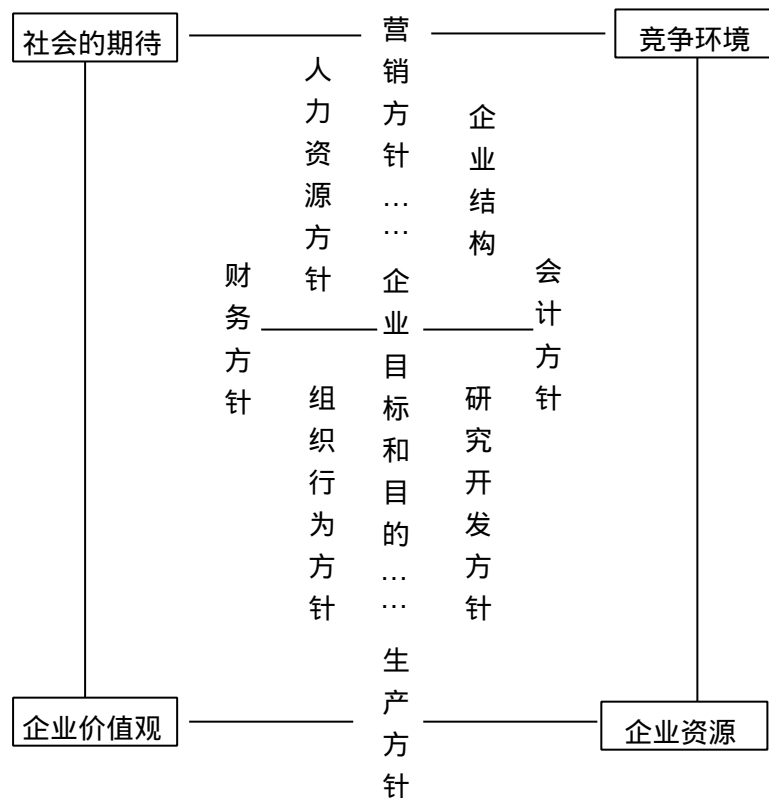 社会的期待
营销方针……企业目标和目的……生产方针
竞争环境
人力资源方针
企业结构
财务方针
会计方针
组织行为方针
研究开发方针
企业价值观
企业资源